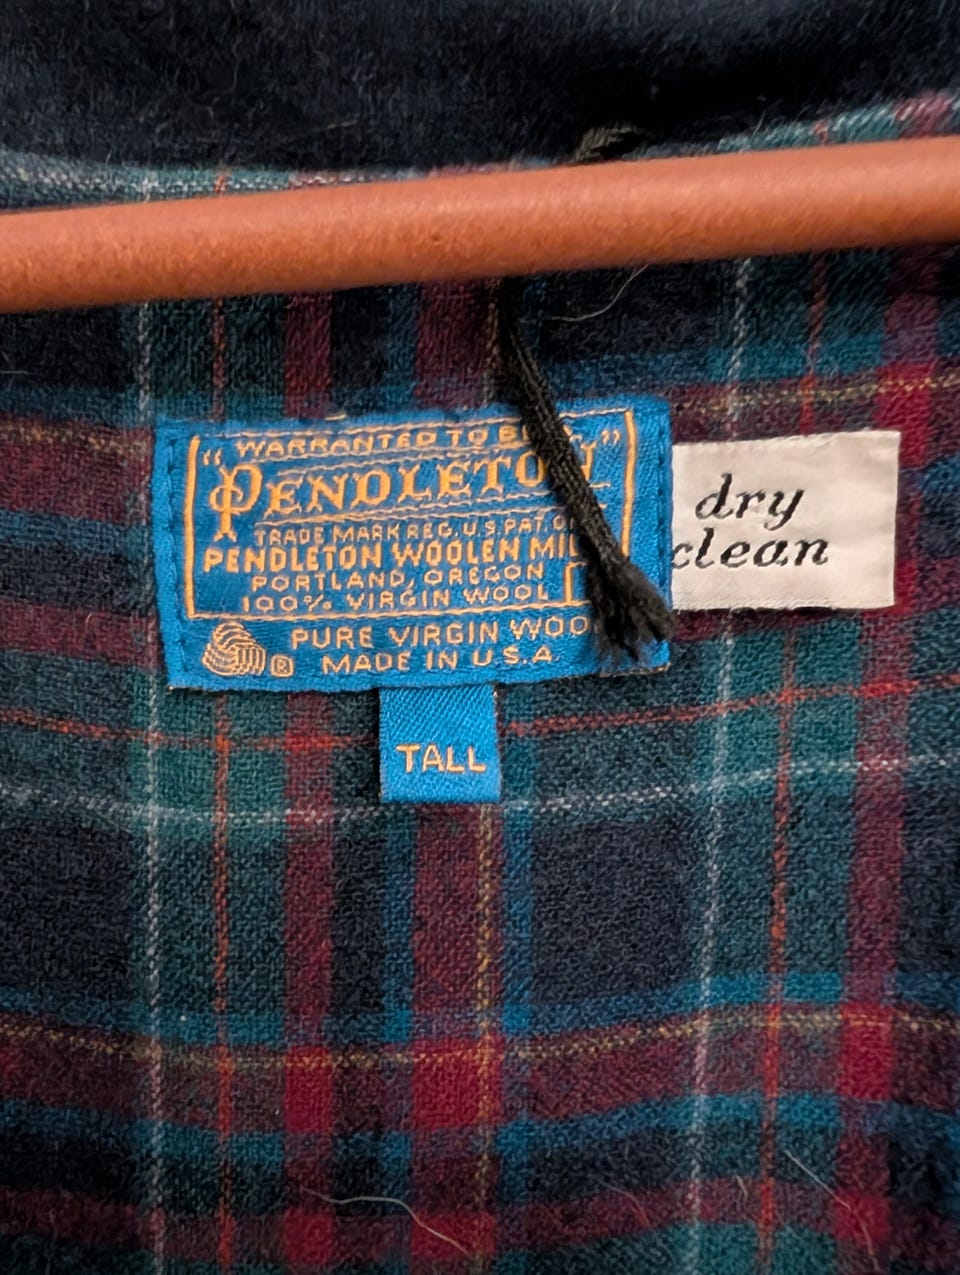 "WARRANTED TO BE A"
PENDLETON
TRADE MARK REG. U.S. PAT.
PENDLETON WOOLEN
PORTLAND, OREGON
100% VIRGIN WOOL
PURE VIRGIN WOO
® MADE IN U.S.A.
TALL
dry
clean